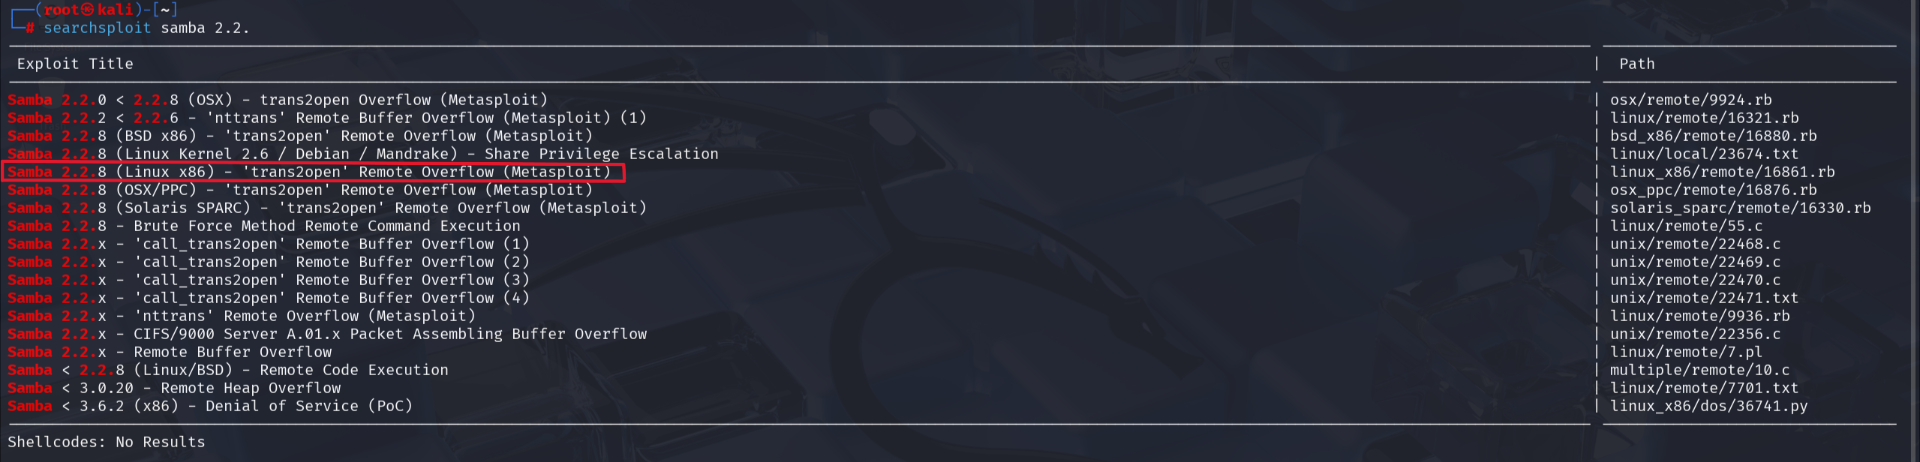 ┌──(root㉿kali)-[~]
└─# searchsploit samba 2.2.
Exploit Title | Path
Samba 2.2.0 < 2.2.8 (OSX) - trans2open Overflow (Metasploit) | osx/remote/9924.rb
Samba 2.2.2 < 2.2.6 - 'nttrans' Remote Buffer Overflow (Metasploit) (1) | linux/remote/16321.rb
Samba 2.2.8 (BSD x86) - 'trans2open' Remote Overflow (Metasploit) | bsd_x86/remote/16880.rb
Samba 2.2.8 (Linux Kernel 2.6 / Debian / Mandrake) - Share Privilege Escalation | linux/local/23674.txt
Samba 2.2.8 (Linux x86) - 'trans2open' Remote Overflow (Metasploit) | linux_x86/remote/16861.rb
Samba 2.2.8 (OSX/PPC) - 'trans2open' Remote Overflow (Metasploit) | osx_ppc/remote/16876.rb
Samba 2.2.8 (Solaris SPARC) - 'trans2open' Remote Overflow (Metasploit) | solaris_sparc/remote/16330.rb
Samba 2.2.8 - Brute Force Method Remote Command Execution | linux/remote/55.c
Samba 2.2.x - 'call_trans2open' Remote Buffer Overflow (1) | unix/remote/22468.c
Samba 2.2.x - 'call_trans2open' Remote Buffer Overflow (2) | unix/remote/22469.c
Samba 2.2.x - 'call_trans2open' Remote Buffer Overflow (3) | unix/remote/22470.c
Samba 2.2.x - 'call_trans2open' Remote Buffer Overflow (4) | unix/remote/22471.txt
Samba 2.2.x - 'nttrans' Remote Overflow (Metasploit) | linux/remote/9936.rb
Samba 2.2.x - CIFS/9000 Server A.01.x Packet Assembling Buffer Overflow | unix/remote/22356.c
Samba 2.2.x - Remote Buffer Overflow | linux/remote/7.pl
Samba < 2.2.8 (Linux/BSD) - Remote Code Execution | multiple/remote/10.c
Samba < 3.0.20 - Remote Heap Overflow | linux/remote/7701.txt
Samba < 3.6.2 (x86) - Denial of Service (PoC) | linux_x86/dos/36741.py
Shellcodes: No Results